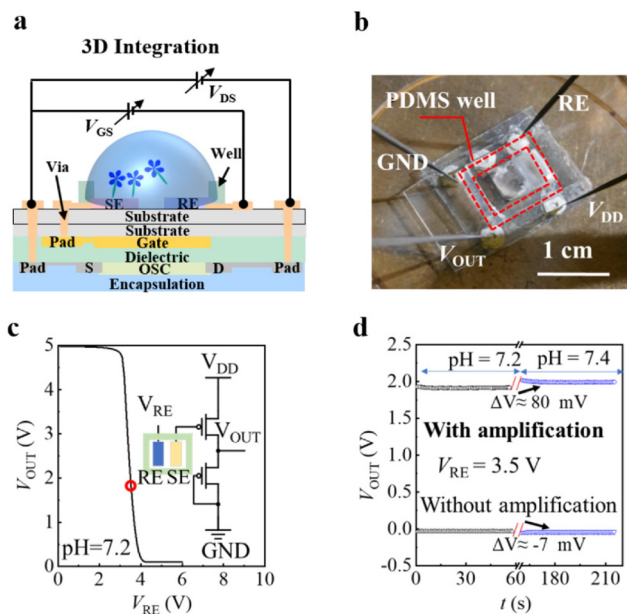 a
3D Integration
V_DS
V_GS
Via
Well
SE
RE
Substrate
Substrate
Pad
Gate
Dielectric
Pad
S
OSC
D
Pad
Encapsulation
b
PDMS well
RE
GND
V_DD
V_OUT
1 cm
c
V_OUT (V)
5
4
3
2
1
0
0 2 4 6 8 10
V_RE (V)
V_DD
V_RE
V_OUT
RE SE
GND
pH=7.2
d
V_OUT (V)
2.5
2.0
1.5
1.0
0.5
0.0
-0.5
0 30 60 150 200
t (s)
pH = 7.2
pH = 7.4
ΔV≈ 80 mV
With amplification
V_RE = 3.5 V
Without amplification
ΔV≈ -7 mV